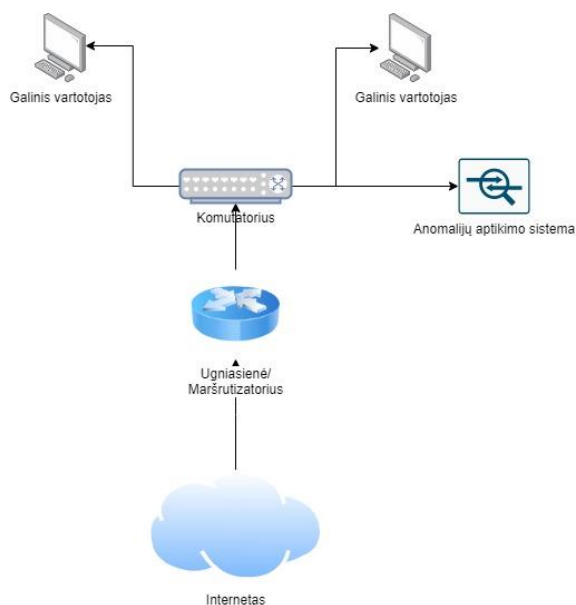 Galinis vartotojas
Galinis vartotojas
Komutatorius
Anomalijų aptikimo sistema
Ugniasienė/
Maršrutizatorius
Internetas